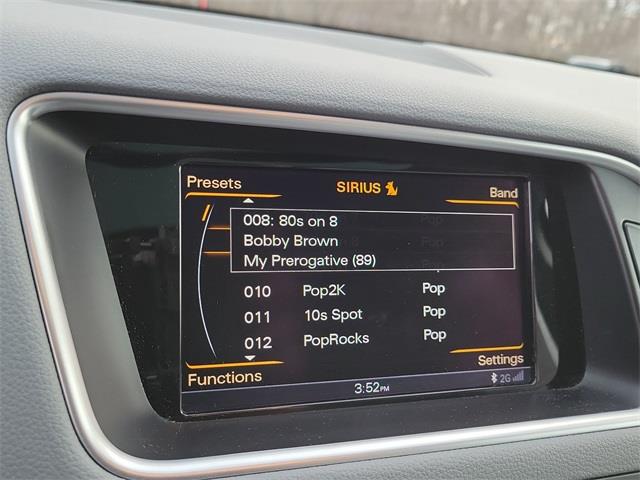 Presets SIRIUS Band
008: 80s on 8
Bobby Brown
My Prerogative (89)
010 Pop2K Pop
011 10s Spot Pop
012 PopRocks Pop
Functions Settings
3:52PM 2G